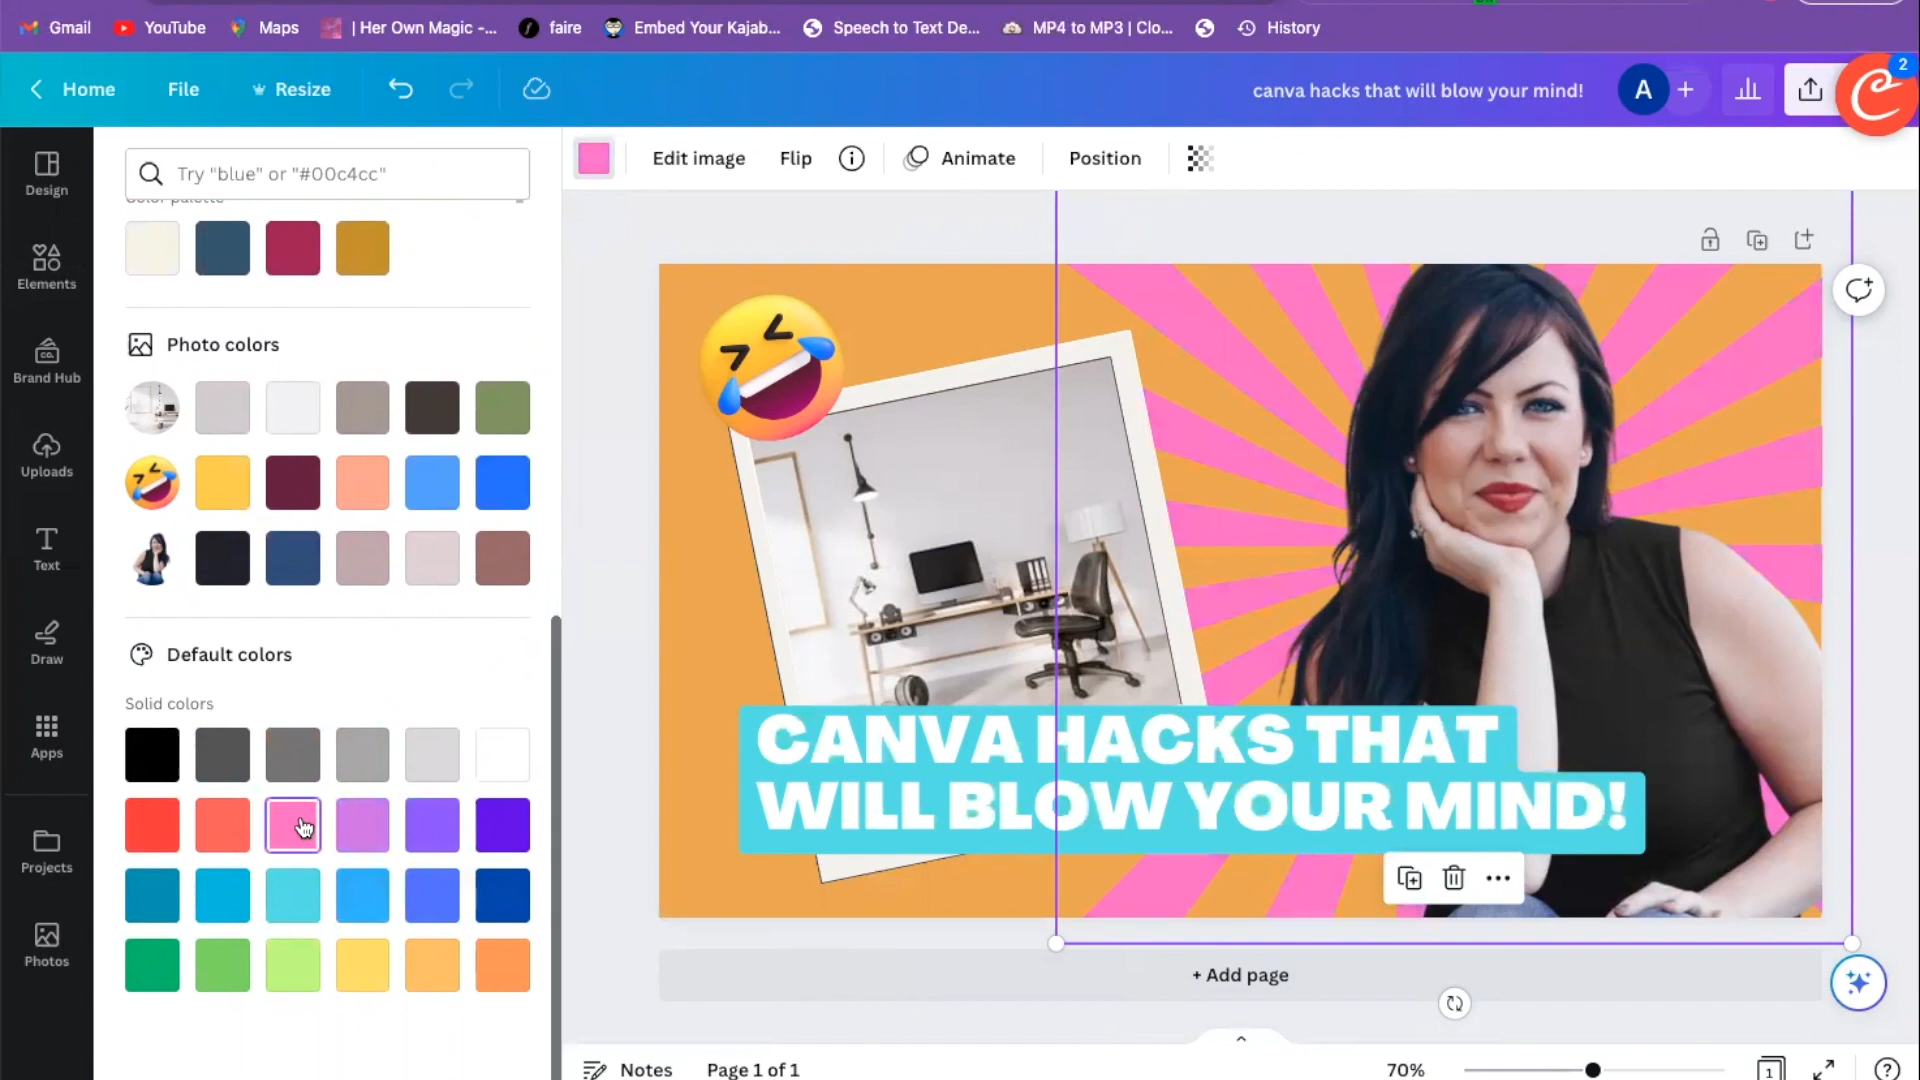 Gmail
YouTube
Maps
| Her Own Magic -...
faire
Embed Your Kajab...
Speech to Text De...
MP4 to MP3 | Clo...
History
Home
File
Resize
canva hacks that will blow your mind!
A
2
Design
Elements
Brand Hub
CO.
Uploads
Text
Draw
Apps
Projects
Photos
Try "blue" or "#00c4cc"
Color palette
Photo colors
Default colors
Solid colors
Edit image
Flip
Animate
Position
CANVA HACKS THAT
WILL BLOW YOUR MIND!
+ Add page
Notes
Page 1 of 1
70%
1